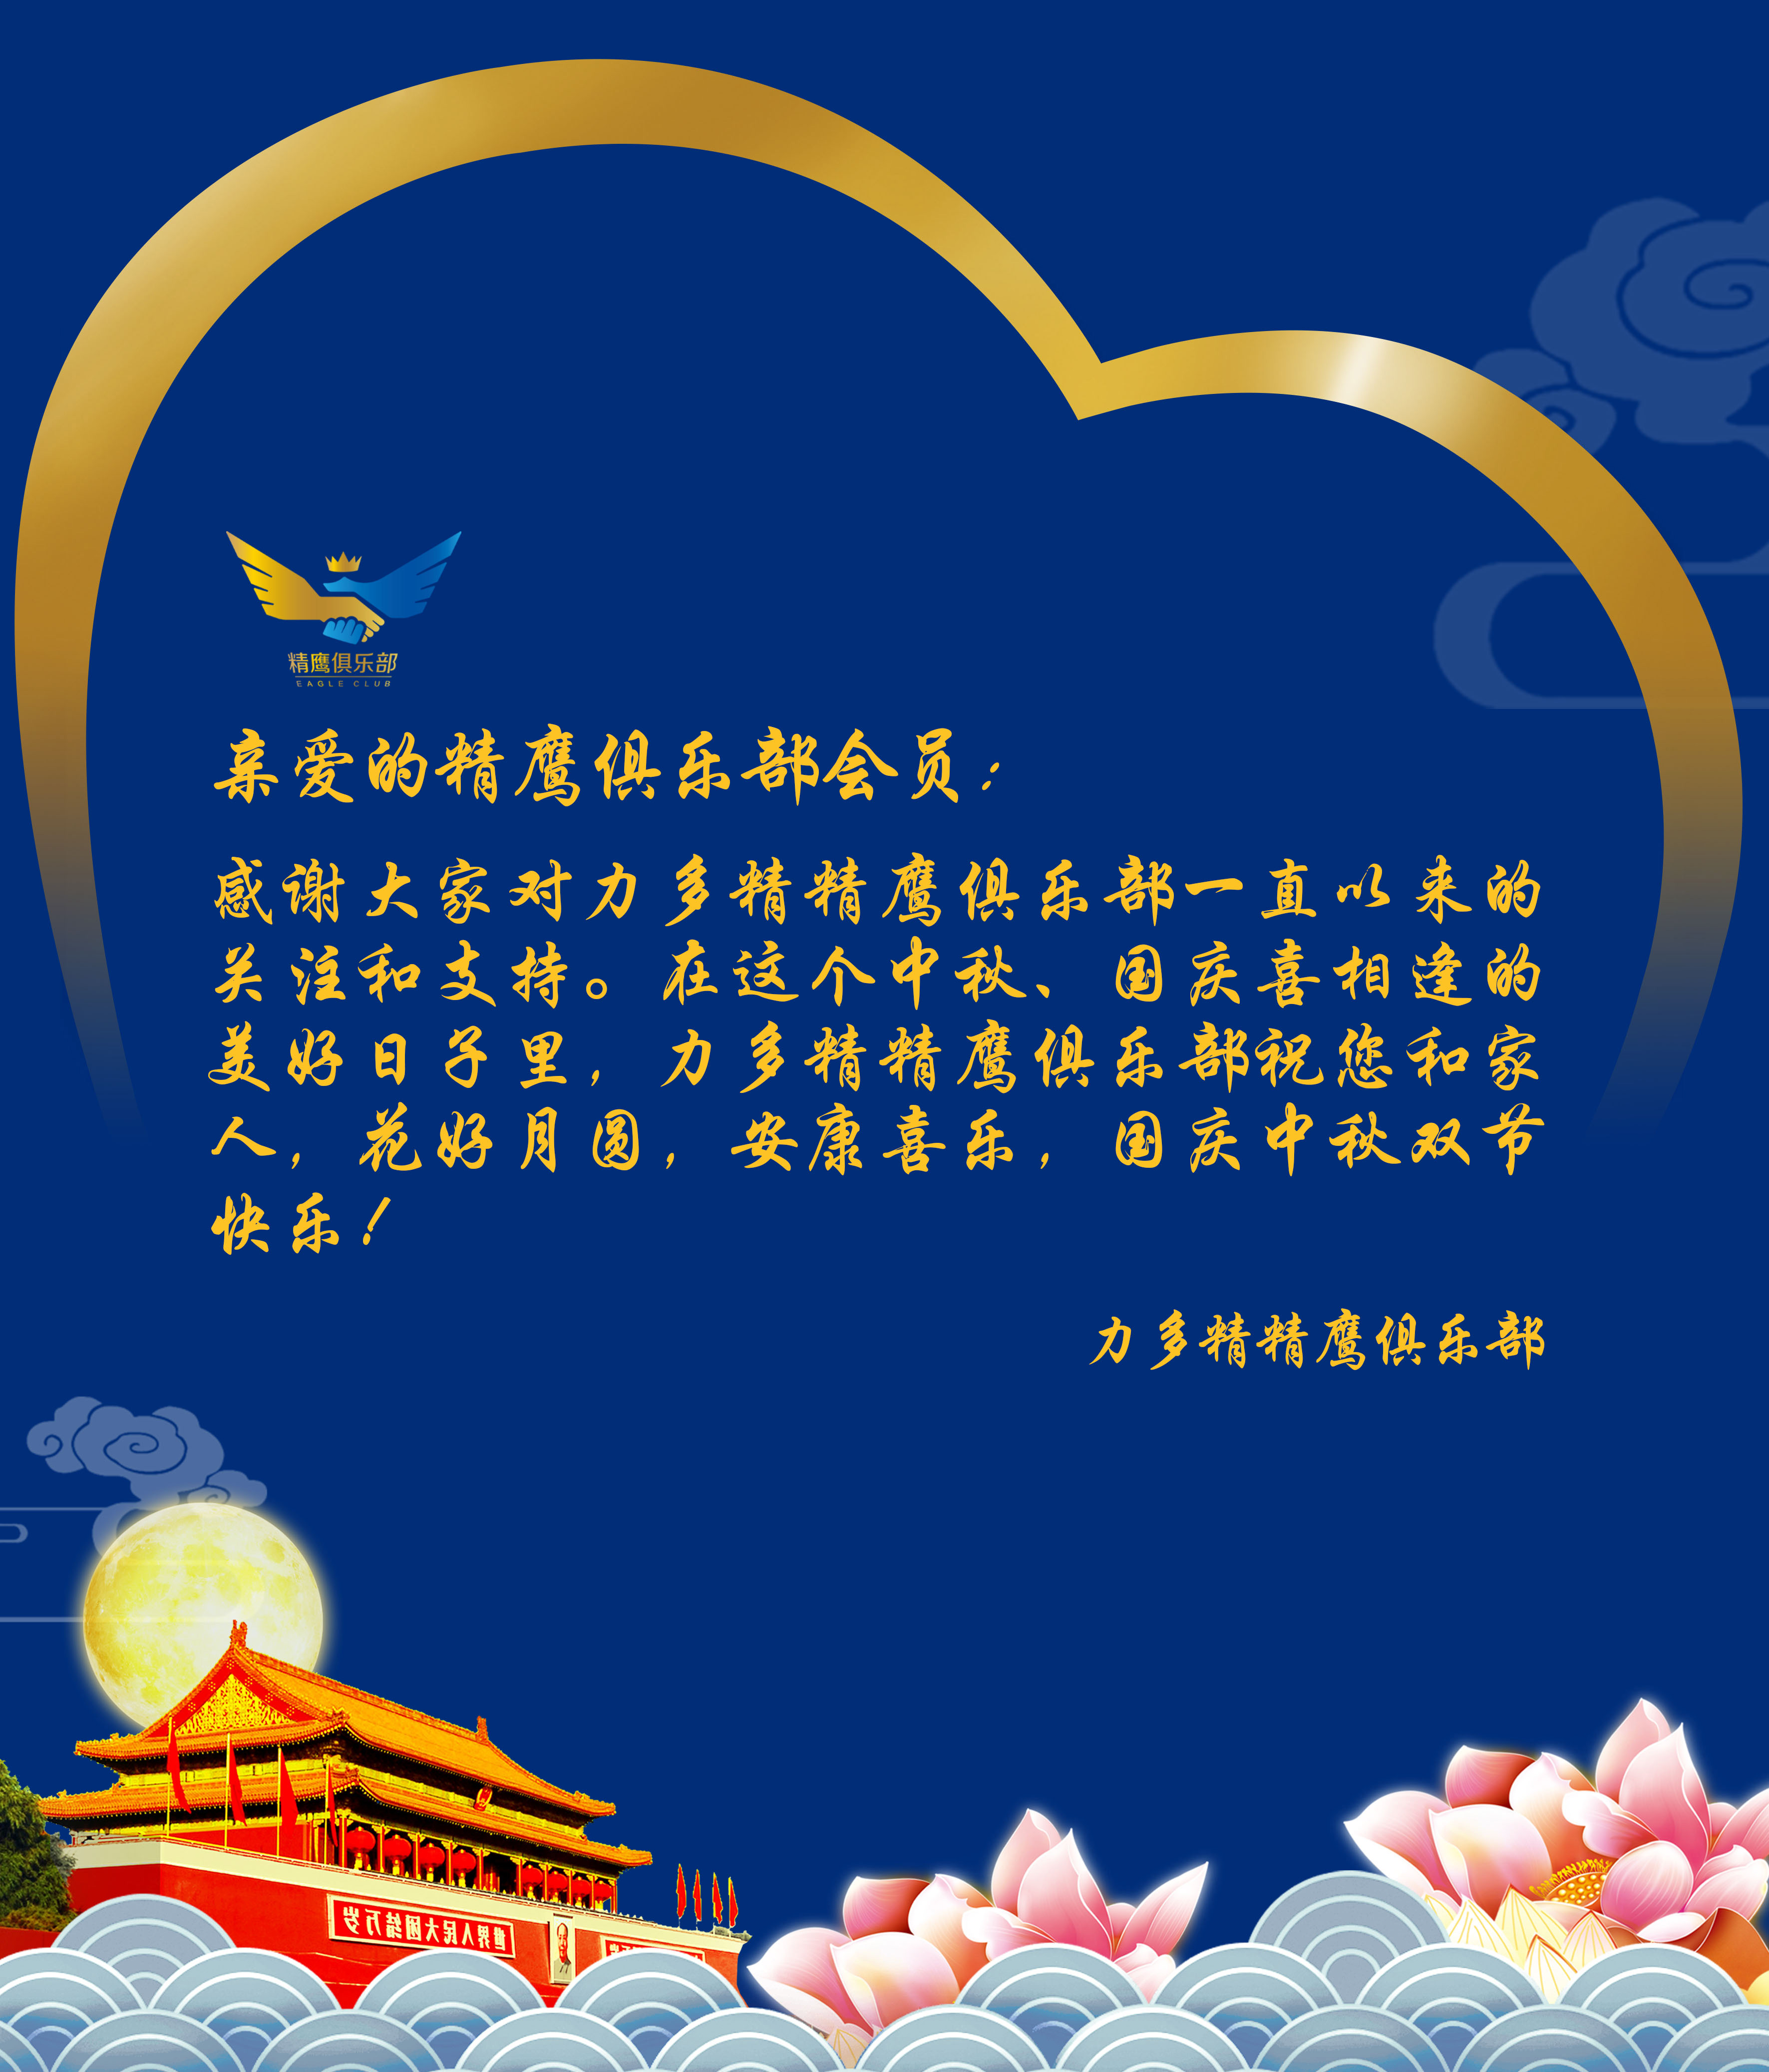 精鹰俱乐部
EAGLE CLUB
亲爱的精鹰俱乐部会员：
感谢大家对力多精精鹰俱乐部一直以来的
关注和支持。在这个中秋、国庆喜相逢的
美好日子里，力多精精鹰俱乐部祝您和家
人，花好月圆，安康喜乐，国庆中秋双节
快乐！
力多精精鹰俱乐部
世界人民大团结万岁